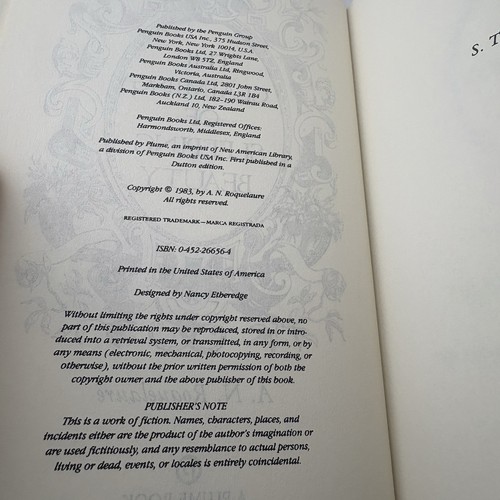 Published by the Penguin Group
Penguin Books USA Inc., 375 Hudson Street,
New York, New York 10014, U.S.A.
Penguin Books Ltd, 27 Wrights Lane,
London W8 5TZ, England
Penguin Books Australia Ltd, Ringwood,
Victoria, Australia
Penguin Books Canada Ltd, 2801 John Street,
Markham, Ontario, Canada L3R 1B4
Penguin Books (N.Z.) Ltd, 182-190 Wairau Road,
Auckland 10, New Zealand
Penguin Books Ltd, Registered Offices:
Harmondsworth, Middlesex, England
Published by Plume, an imprint of New American Library,
a division of Penguin Books USA Inc. First published in a
Dutton edition.
Copyright © 1983, by A. N. Roquelaure
All rights reserved.
REGISTERED TRADEMARK—MARCA REGISTRADA
ISBN: 0-452-26656-4
Printed in the United States of America
Designed by Nancy Etheredge
Without limiting the rights under copyright reserved above, no
part of this publication may be reproduced, stored in or intro-
duced into a retrieval system, or transmitted, in any form, or by
any means (electronic, mechanical, photocopying, recording, or
otherwise), without the prior written permission of both the
copyright owner and the above publisher of this book.
PUBLISHER'S NOTE
This is a work of fiction. Names, characters, places, and
incidents either are the product of the author's imagination or
are used fictitiously, and any resemblance to actual persons,
living or dead, events, or locales is entirely coincidental.
S. T